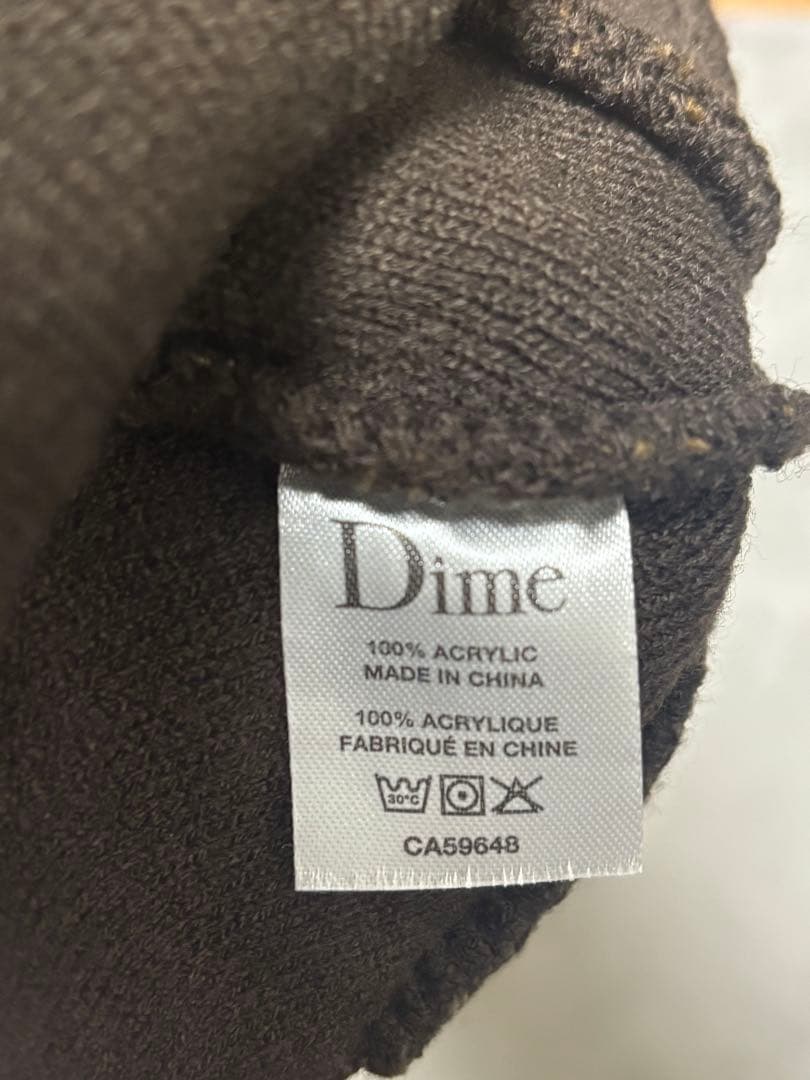 Dime
100% ACRYLIC
MADE IN CHINA
100% ACRYLIQUE
FABRIQUÉ EN CHINE
30°C
CA59648